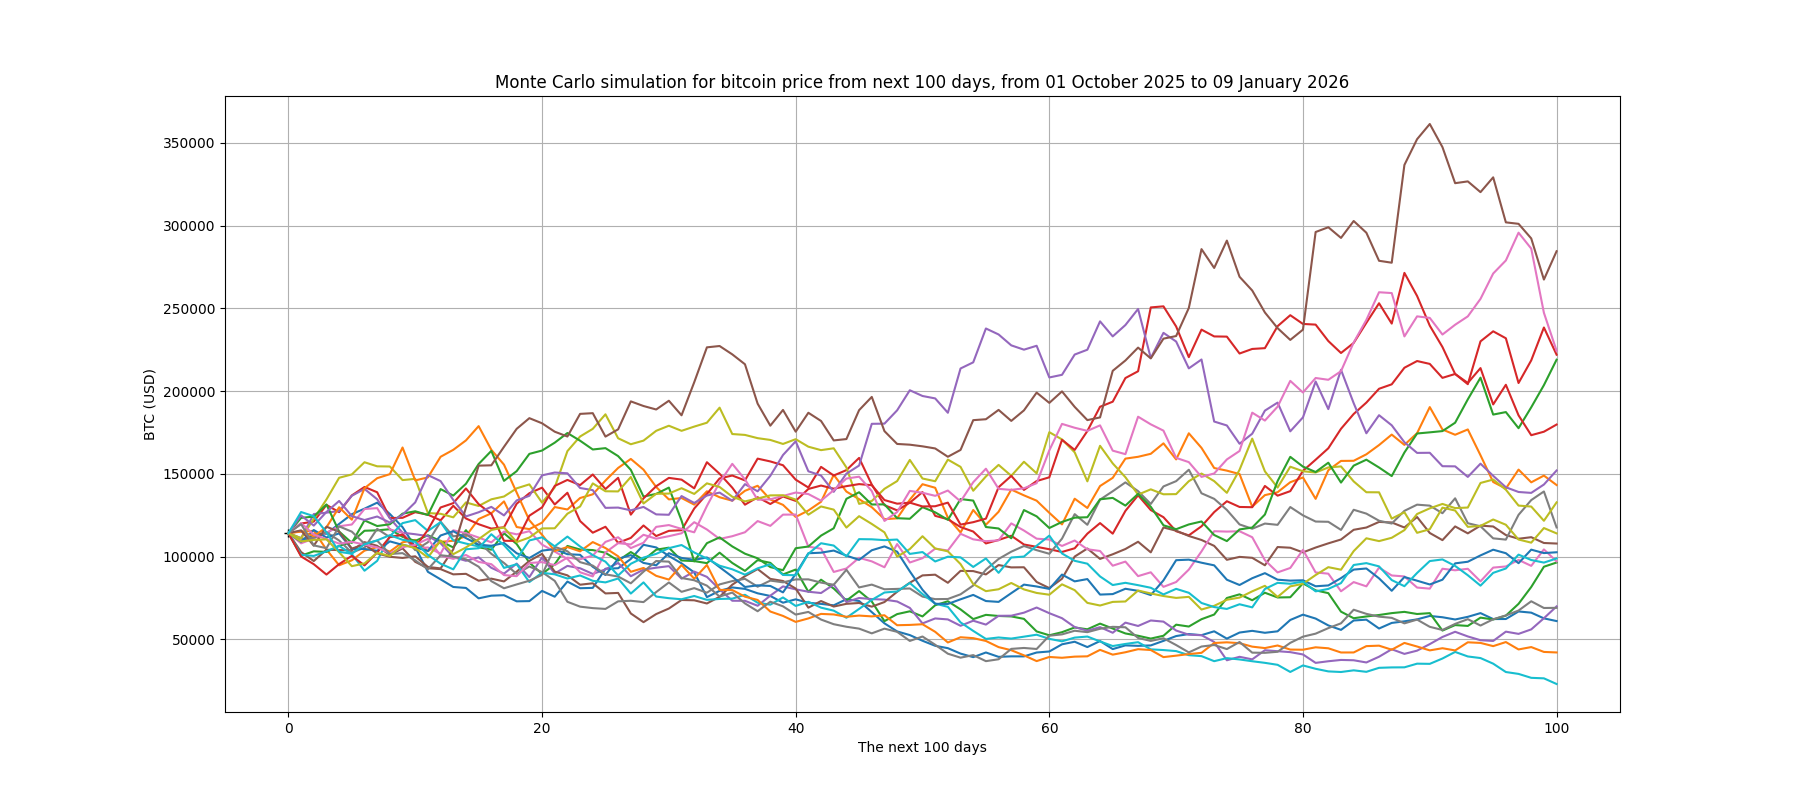 Monte Carlo simulation for bitcoin price from next 100 days, from 01 October 2025 to 09 January 2026
350000
300000
250000
200000
150000
100000
50000
BTC (USD)
0 20 40 60 80 100
The next 100 days